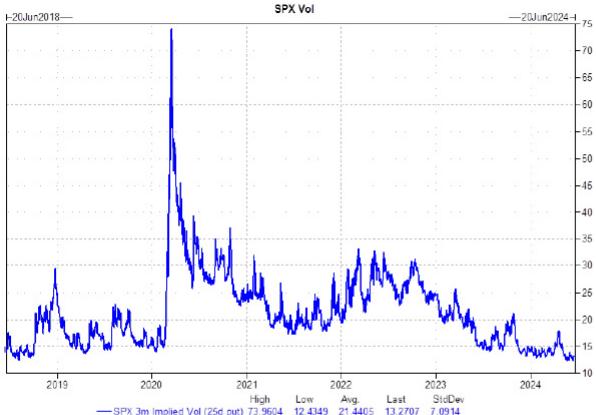 SPX Vol
20Jun2018
20Jun2024
75
70
65
60
55
50
45
40
35
30
25
20
15
10
2019 2020 2021 2022 2023 2024
High Low Avg. Last StdDev
SPX 3m Implied Vol (25d put) 73.9604 12.4349 21.4405 13.2707 7.0914